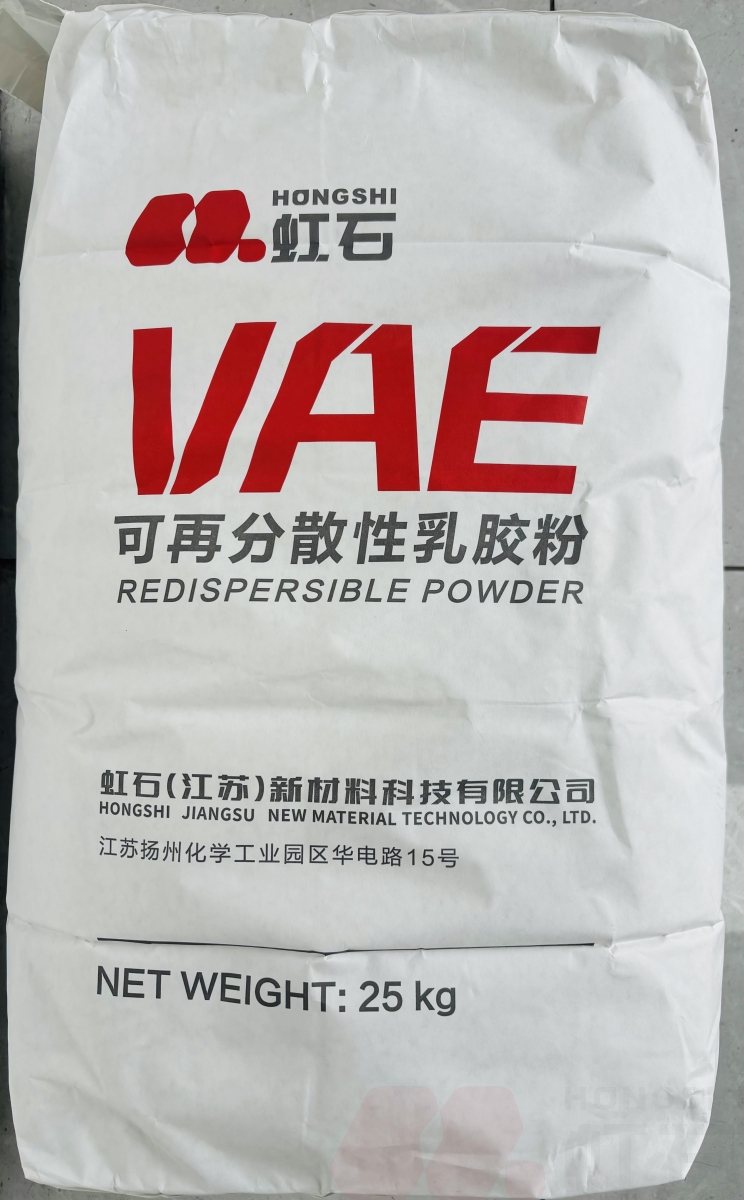 HONGSHI
虹石
VAE
可再分散性乳胶粉
REDISPERSIBLE POWDER
虹石(江苏)新材料科技有限公司
HONGSHI JIANGSU NEW MATERIAL TECHNOLOGY CO., LTD.
江苏扬州化学工业园区华电路15号
NET WEIGHT: 25 kg